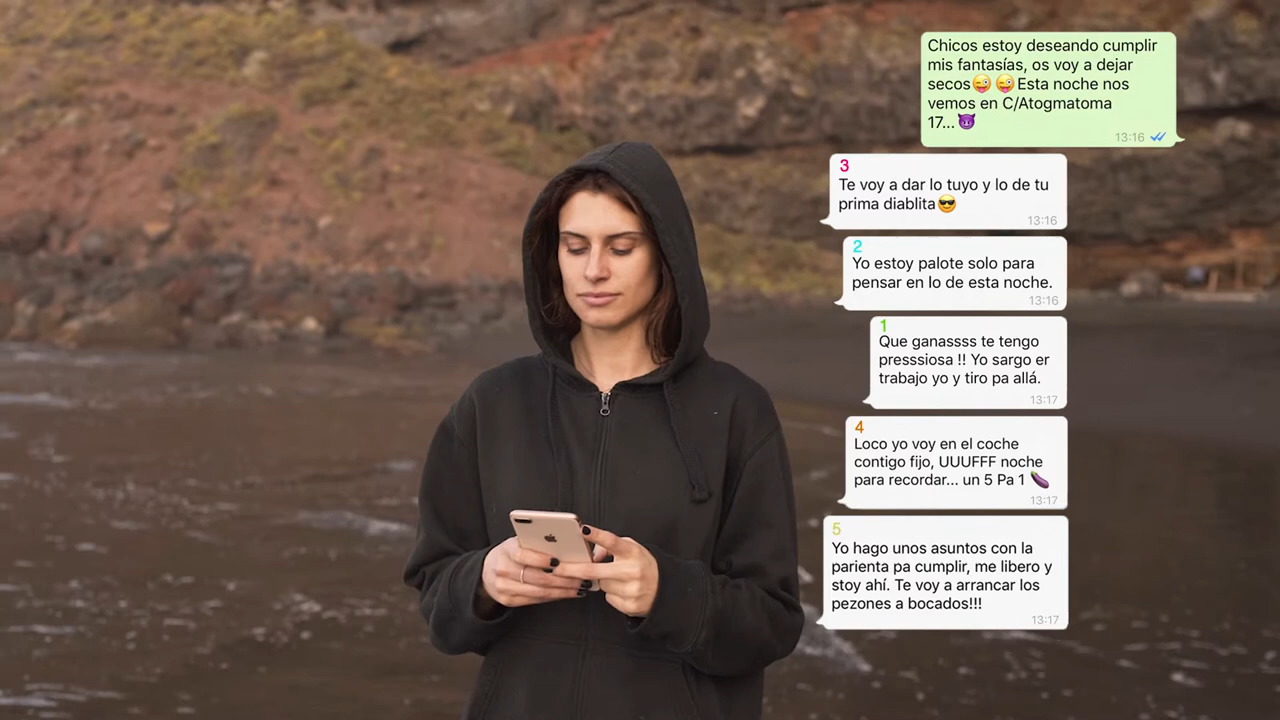 Chicos estoy deseando cumplir
mis fantasías, os voy a dejar
secos😜 😜Esta noche nos
vemos en C/Atogmatoma
17...😈
13:16
3
Te voy a dar lo tuyo y lo de tu
prima diablita😎
13:16
2
Yo estoy palote solo para
pensar en lo de esta noche.
13:16
1
Que ganassss te tengo
presssiosa !! Yo sargo er
trabajo yo y tiro pa allá.
13:17
4
Loco yo voy en el coche
contigo fijo, UUUFFF noche
para recordar... un 5 Pa 1 🍆
13:17
5
Yo hago unos asuntos con la
parienta pa cumplir, me libero y
stoy ahí. Te voy a arrancar los
pezones a bocados!!!
13:17